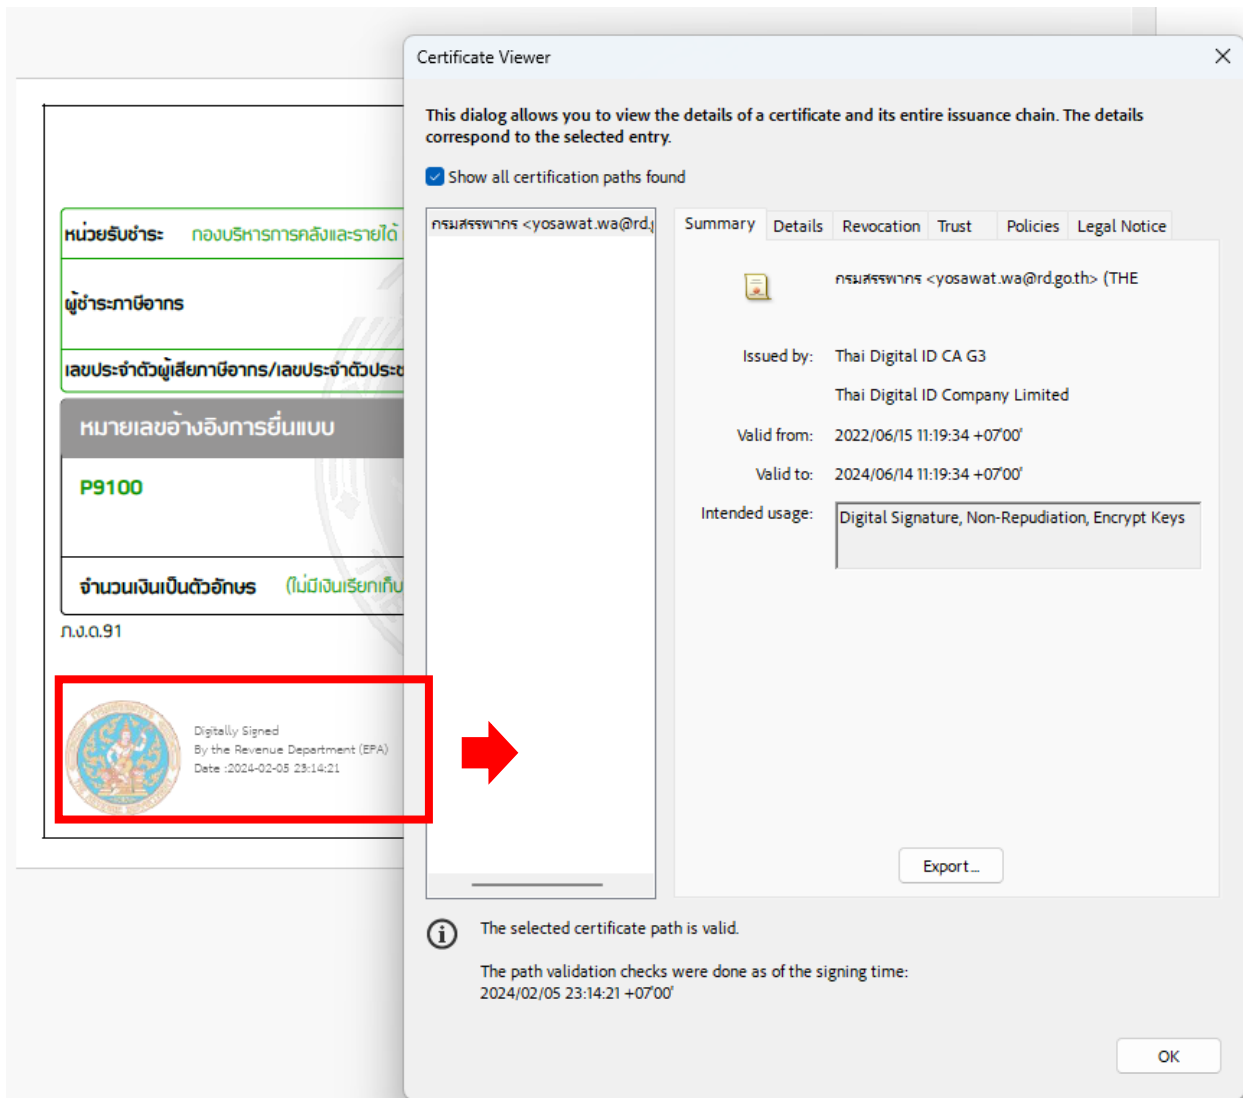 Certificate Viewer
This dialog allows you to view the details of a certificate and its entire issuance chain. The details
correspond to the selected entry.
Show all certification paths found
กรมสรรพากร <yosawat.wa@rd.g
Summary Details Revocation Trust Policies Legal Notice
กรมสรรพากร <yosawat.wa@rd.go.th> (THE
Issued by: Thai Digital ID CA G3
Thai Digital ID Company Limited
Valid from: 2022/06/15 11:19:34 +07'00'
Valid to: 2024/06/14 11:19:34 +07'00'
Intended usage: Digital Signature, Non-Repudiation, Encrypt Keys
Export...
The selected certificate path is valid.
The path validation checks were done as of the signing time:
2024/02/05 23:14:21 +07'00'
OK
หน่วยรับชำระ กองบริหารการคลังและรายได้
ผู้ชำระภาษีอากร
เลขประจำตัวผู้เสียภาษีอากร/เลขประจำตัวประช
หมายเลขอ้างอิงการยื่นแบบ
P9100
จำนวนเงินเป็นตัวอักษร (ไม่มีเงินเรียกเก็บ
ภ.ง.ด.91
Digitally Signed
By the Revenue Department (EPA)
Date :2024-02-05 23:14:21